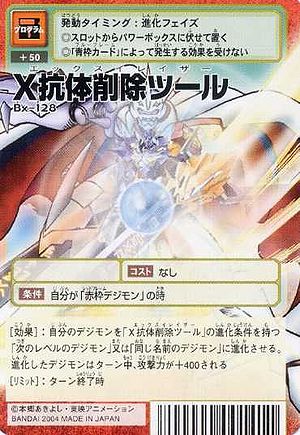 プログラム
+50
発動タイミング:進化フェイズ
◎スロットからパワーボックスに伏せて置く
◎「青枠カード」によって発生する効果を受けない
X抗体削除ツール
Bx-128
コスト なし
条件 自分が「赤枠デジモン」の時
[効果]:自分のデジモンを「X抗体削除ツール」の進化条件を持つ
「次のレベルのデジモン」又は「同じ名前のデジモン」に進化させる。
進化したデジモンはターン中、攻撃力が+400される
[リミット]:ターン終了時
©本郷あきよし・東映アニメーション
BANDAI 2004 MADE IN JAPAN